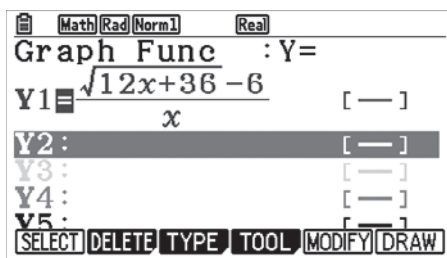 Math Rad Norm1 Real
Graph Func :Y=
Y1=√12x+36 −6
x
[—]
Y2: [—]
Y3: [—]
Y4: [—]
Y5: [—]
SELECT DELETE TYPE TOOL MODIFY DRAW